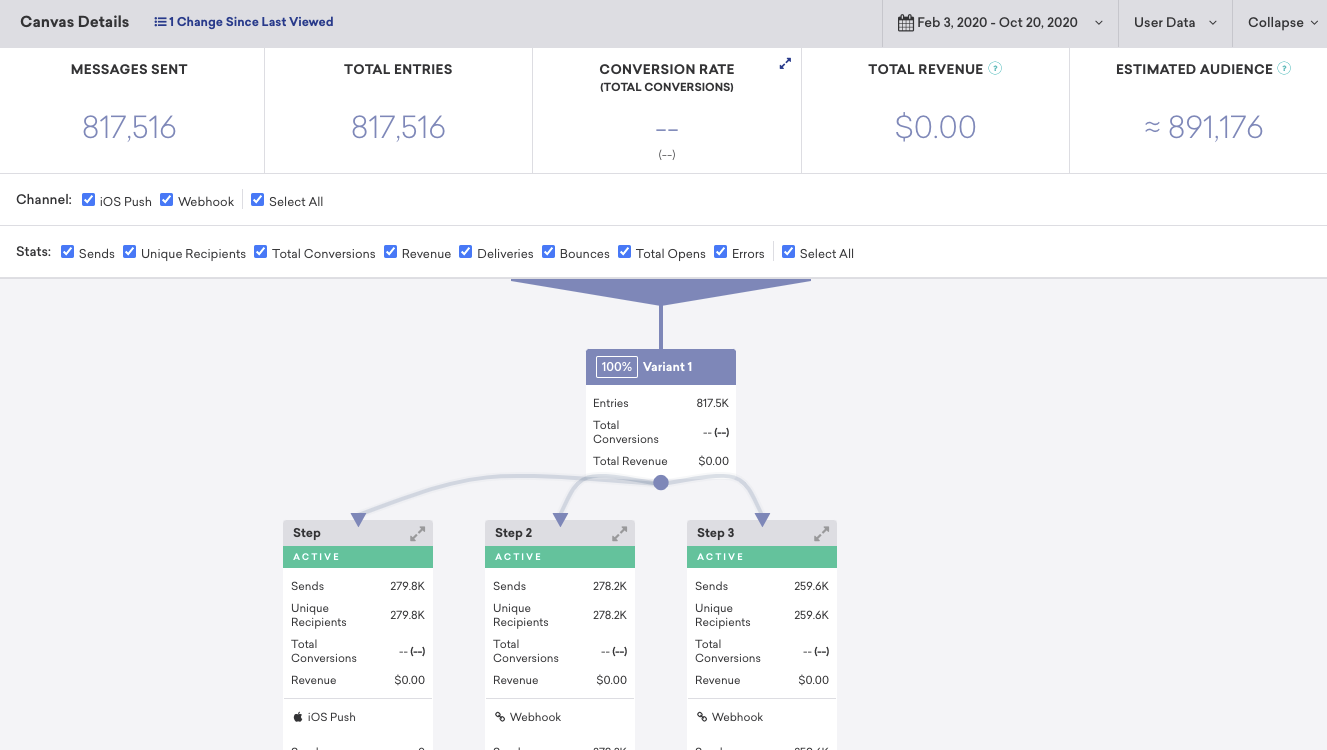 Canvas Details
1 Change Since Last Viewed
Feb 3, 2020 - Oct 20, 2020
User Data
Collapse
MESSAGES SENT
817,516
TOTAL ENTRIES
817,516
CONVERSION RATE
(TOTAL CONVERSIONS)
--
(--)
TOTAL REVENUE ?
$0.00
ESTIMATED AUDIENCE ?
≈ 891,176
Channel: iOS Push Webhook Select All
Stats: Sends Unique Recipients Total Conversions Revenue Deliveries Bounces Total Opens Errors Select All
100% Variant 1
Entries 817.5K
Total
Conversions -- (--)
Total Revenue $0.00
Step
ACTIVE
Sends 279.8K
Unique
Recipients 279.8K
Total
Conversions -- (--)
Revenue $0.00
iOS Push
Step 2
ACTIVE
Sends 278.2K
Unique
Recipients 278.2K
Total
Conversions -- (--)
Revenue $0.00
Webhook
Step 3
ACTIVE
Sends 259.6K
Unique
Recipients 259.6K
Total
Conversions -- (--)
Revenue $0.00
Webhook